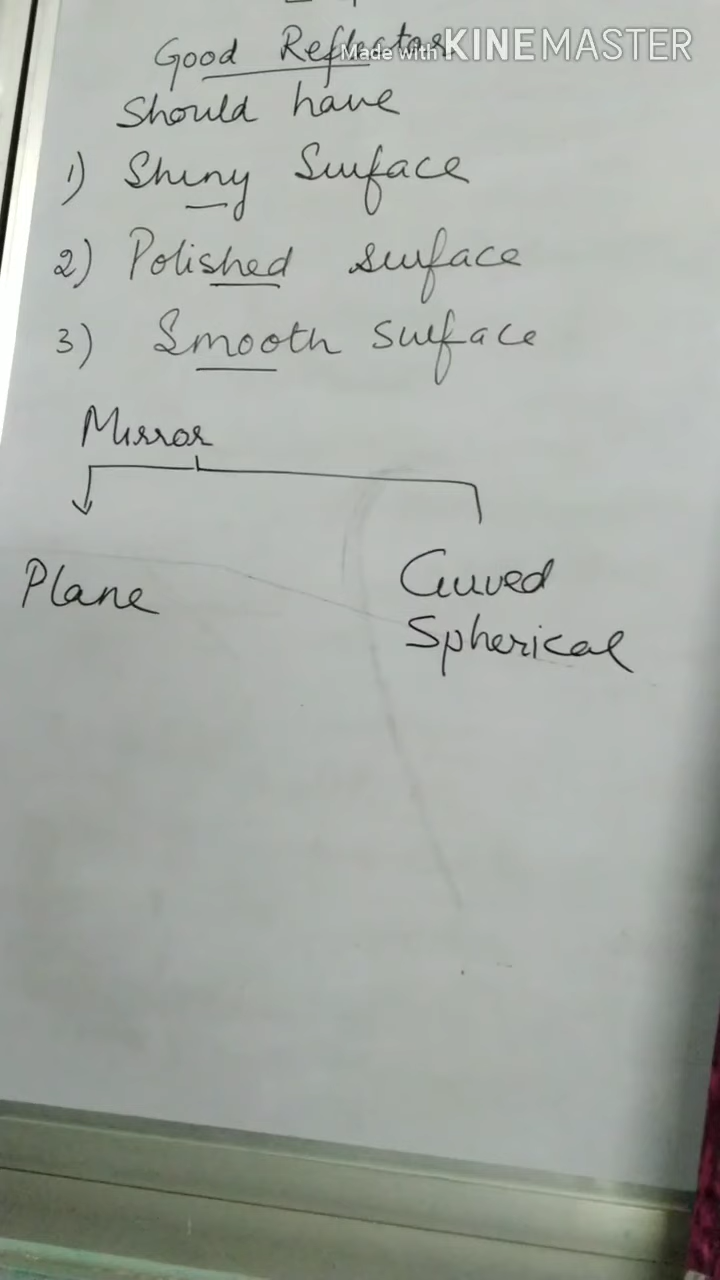 Good Reflector
Made with KINEMASTER
Should have
1) Shiny Surface
2) Polished surface
3) Smooth surface
Mirror
Plane
Curved
Spherical